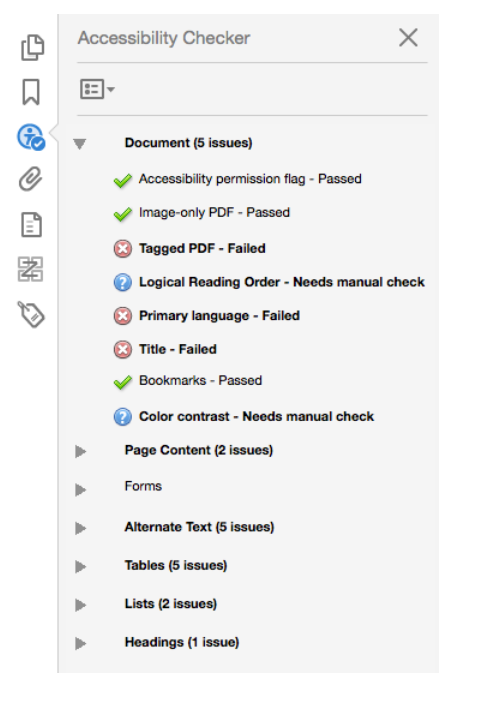 Accessibility Checker
Document (5 issues)
Accessibility permission flag - Passed
Image-only PDF - Passed
Tagged PDF - Failed
Logical Reading Order - Needs manual check
Primary language - Failed
Title - Failed
Bookmarks - Passed
Color contrast - Needs manual check
Page Content (2 issues)
Forms
Alternate Text (5 issues)
Tables (5 issues)
Lists (2 issues)
Headings (1 issue)